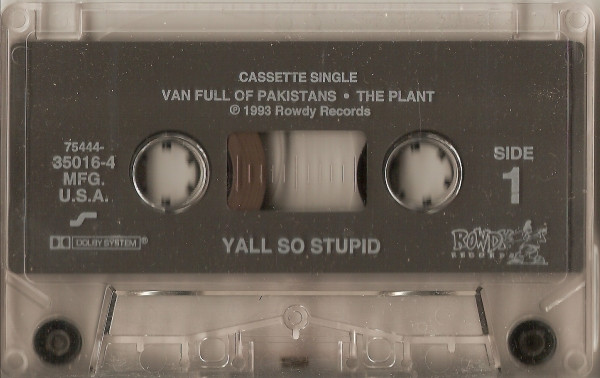 CASSETTE SINGLE
VAN FULL OF PAKISTANS • THE PLANT
℗ 1993 Rowdy Records
75444-
35016-4
MFG.
U.S.A.
SIDE
1
DOLBY SYSTEM®
YALL SO STUPID
ROWDY
RECORDS